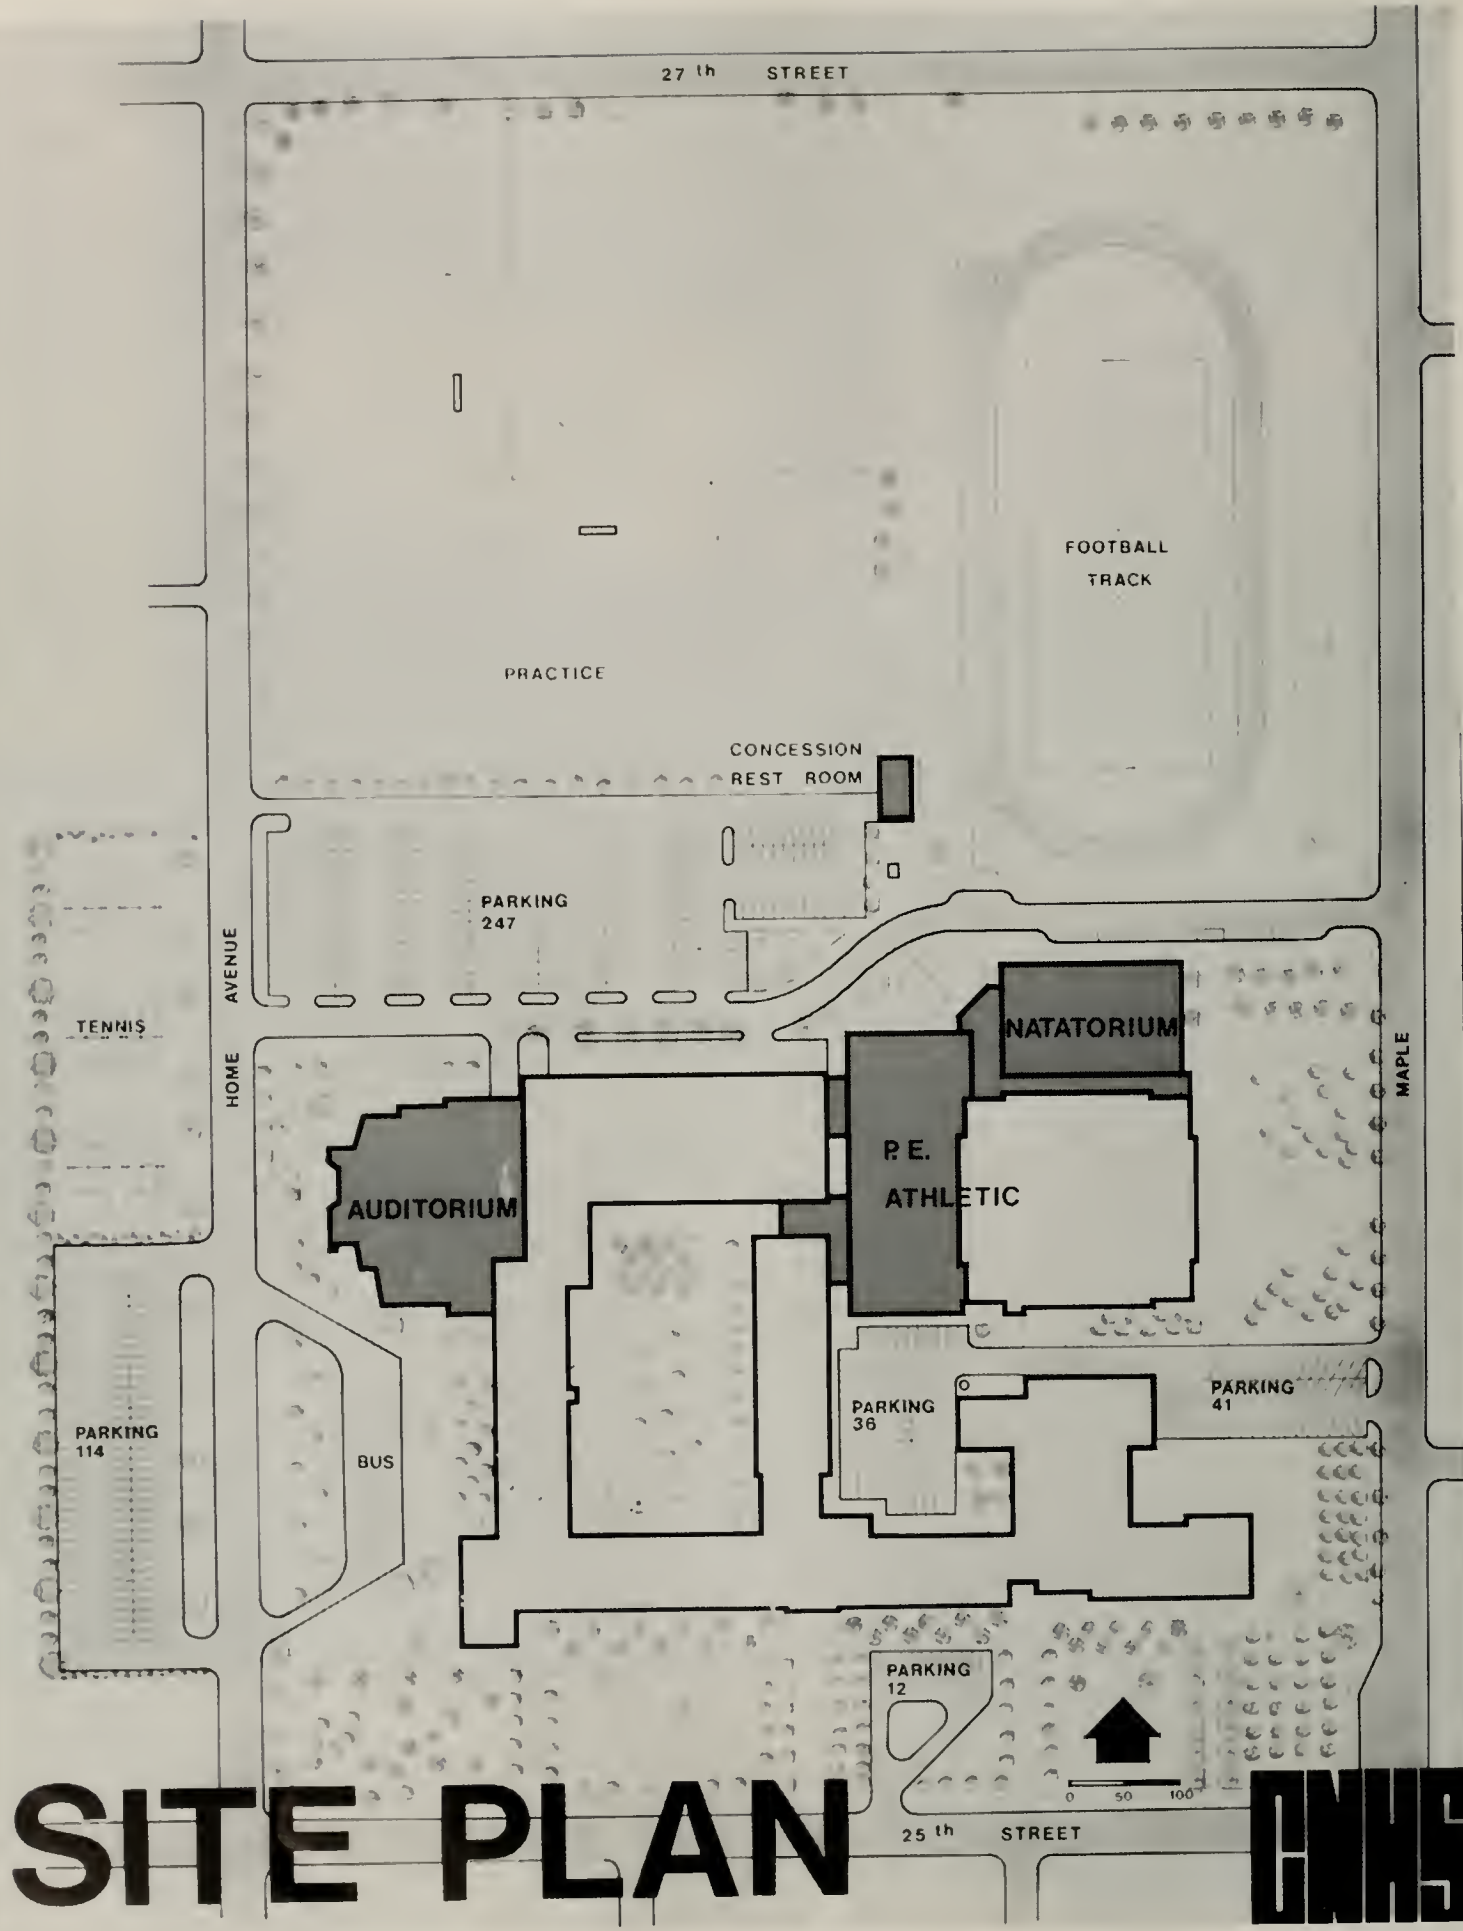 27 th STREET
FOOTBALL
TRACK
PRACTICE
CONCESSION
REST ROOM
PARKING
247
HOME AVENUE
TENNIS
NATATORIUM
MAPLE
P. E.
ATHLETIC
AUDITORIUM
PARKING
41
PARKING
36
PARKING
114
BUS
PARKING
12
0 50 100
25 th STREET
SITE PLAN
CNHS